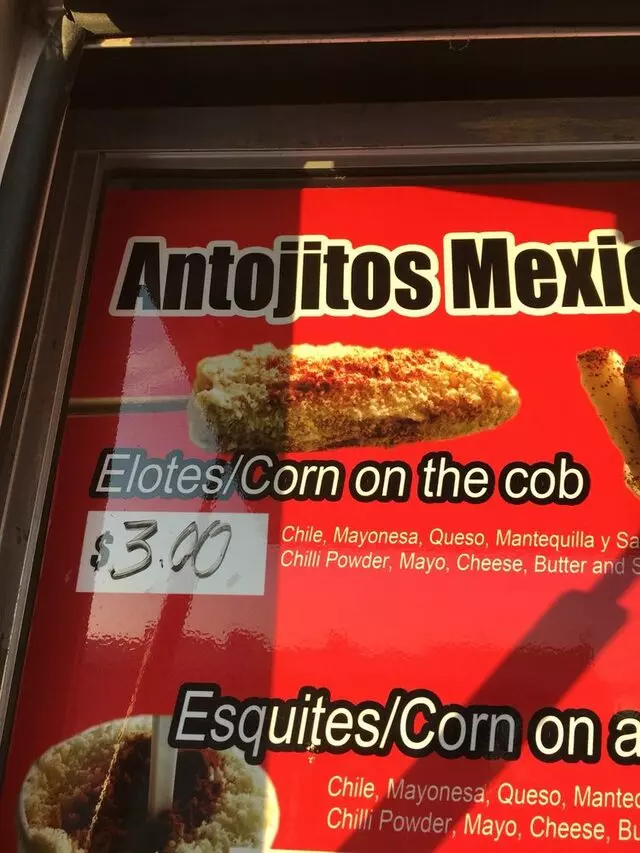 Antojitos Mexic
Elotes/Corn on the cob
$3.00
Chile, Mayonesa, Queso, Mantequilla y Sa
Chilli Powder, Mayo, Cheese, Butter and S
Esquites/Corn on a
Chile, Mayonesa, Queso, Mantec
Chilli Powder, Mayo, Cheese, Bu